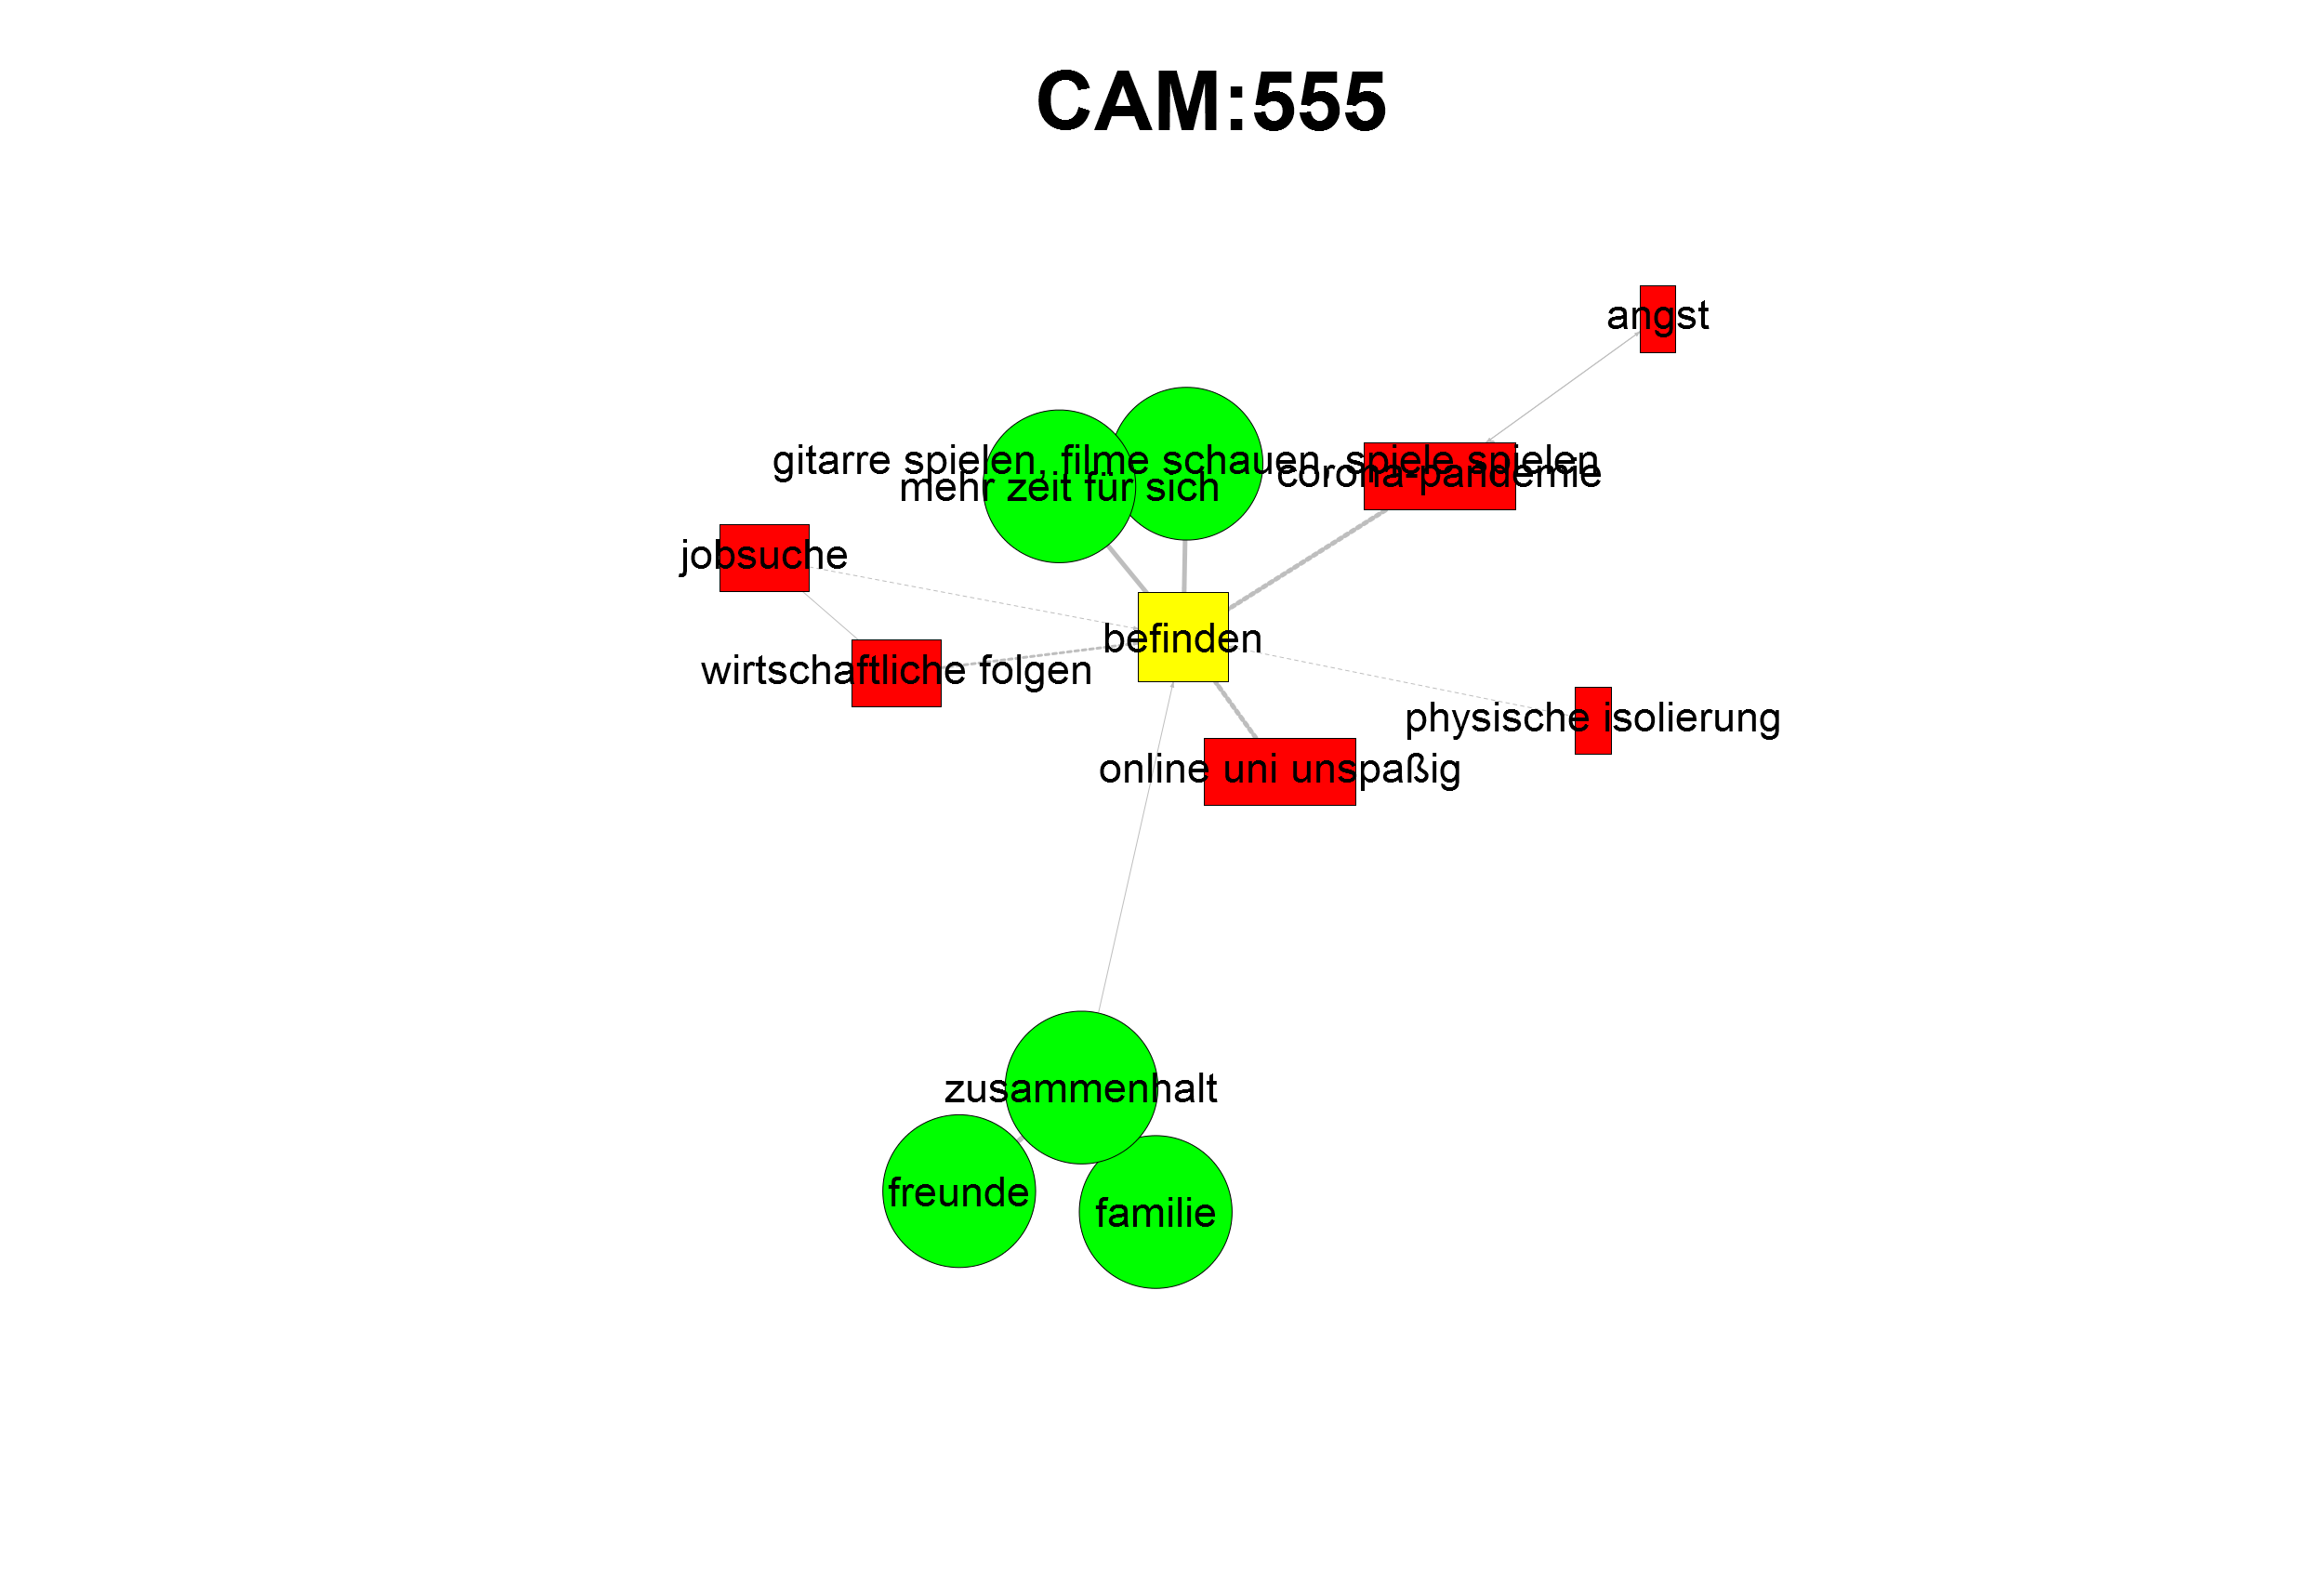 CAM:555
angst
gitarre spielen, filme schauen, spiele spielen
corona-pandemie
mehr zeit für sich
jobsuche
befinden
wirtschaftliche folgen
physische isolierung
online uni unspaßig
zusammenhalt
freunde
familie